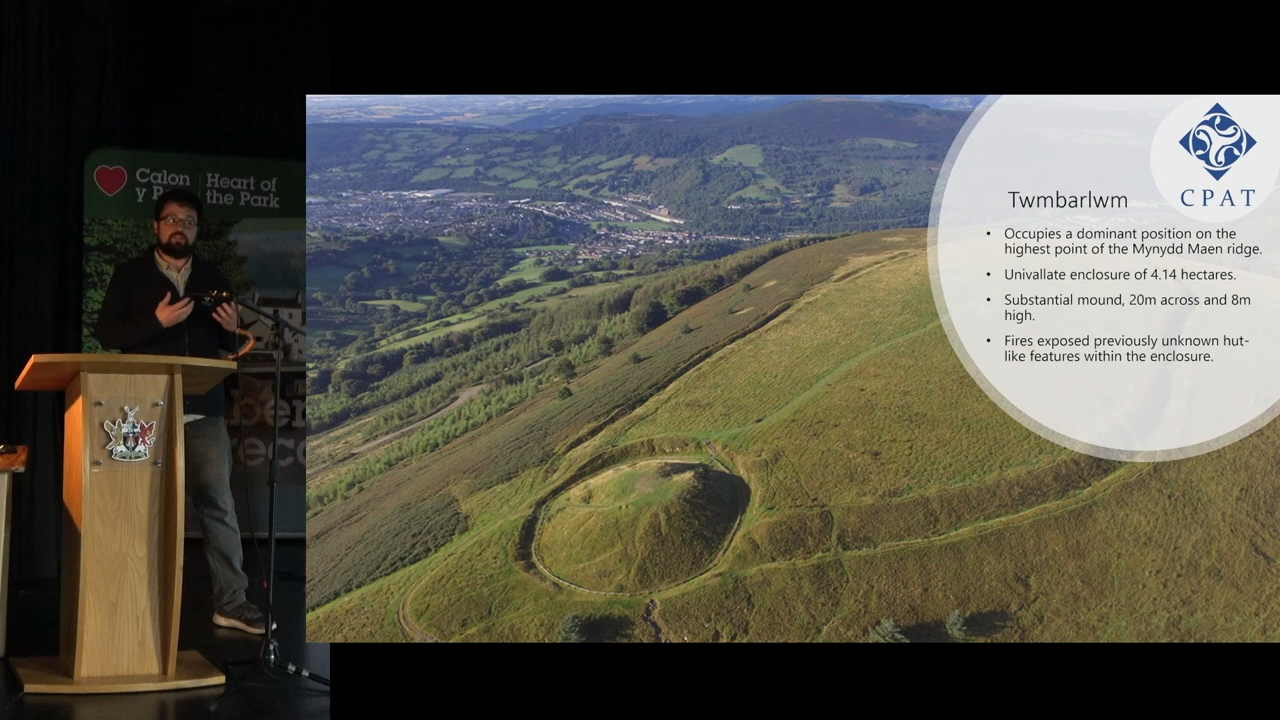 Calon
y
Heart of
the Park
CPAT
Twmbarlwm
• Occupies a dominant position on the
highest point of the Mynydd Maen ridge.
• Univallate enclosure of 4.14 hectares.
• Substantial mound, 20m across and 8m
high.
• Fires exposed previously unknown hut-
like features within the enclosure.